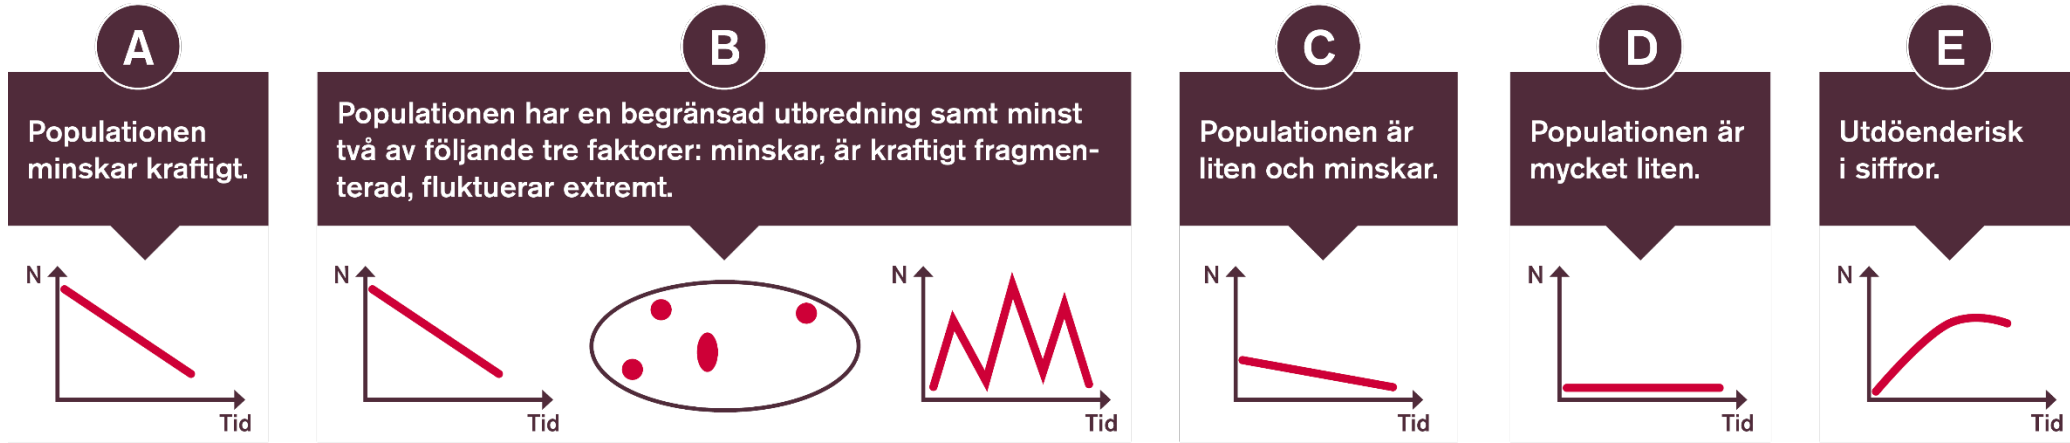 A
Populationen
minskar kraftigt.
N
Tid
B
Populationen har en begränsad utbredning samt minst
två av följande tre faktorer: minskar, är kraftigt fragmen-
terad, fluktuerar extremt.
N
Tid
N
Tid
C
Populationen är
liten och minskar.
N
Tid
D
Populationen är
mycket liten.
N
Tid
E
Utdöenderisk
i siffror.
N
Tid